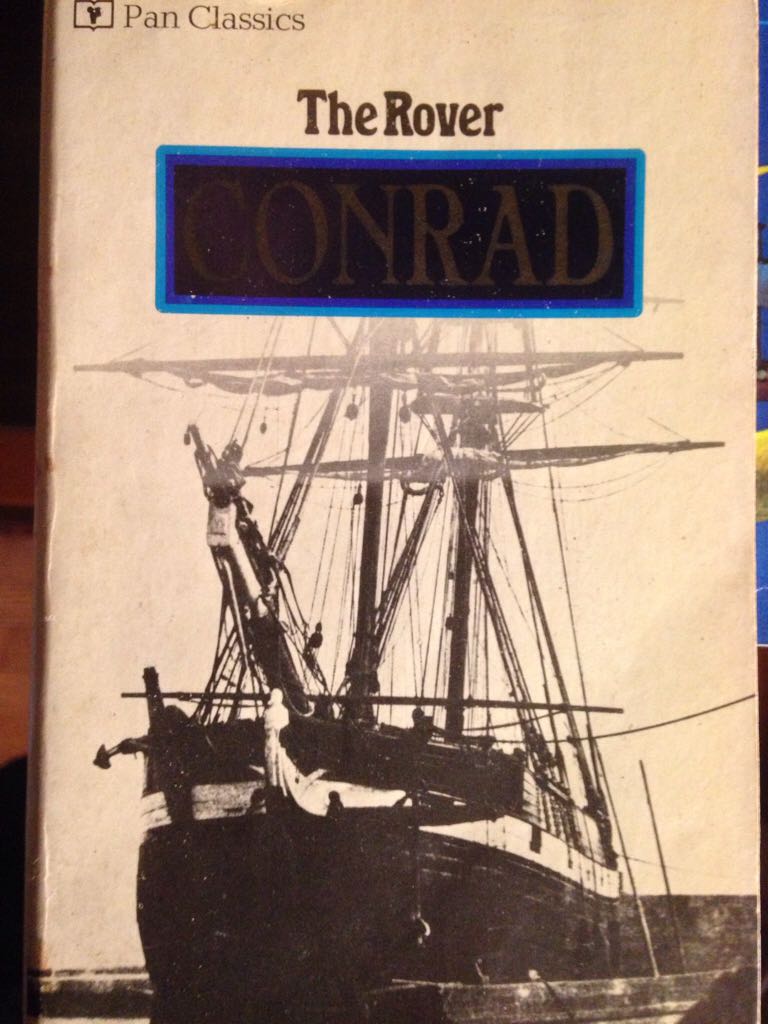 Pan Classics
The Rover
CONRAD